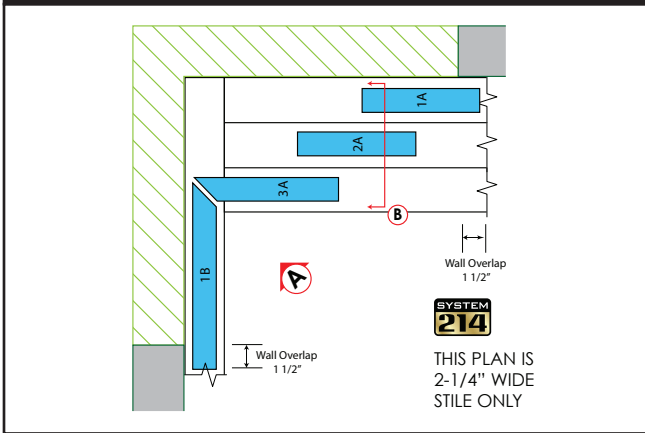 1A
2A
3A
B
1B
A
Wall Overlap
1 1/2”
Wall Overlap
1 1/2”
SYSTEM
214
THIS PLAN IS
2-1/4” WIDE
STILE ONLY